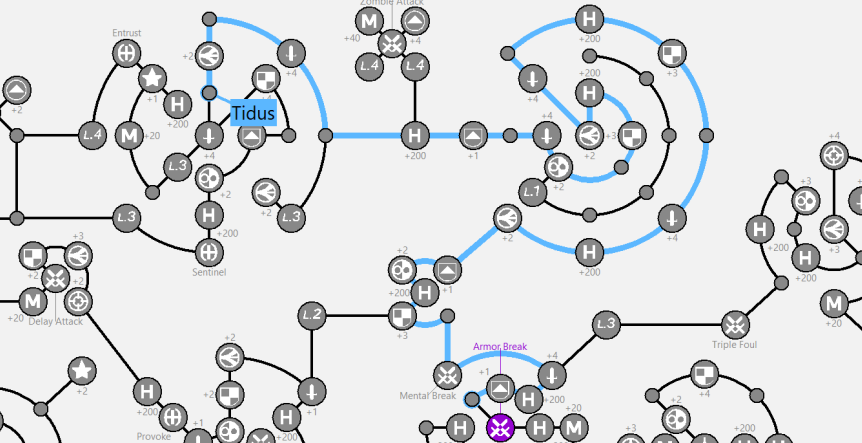 Zombie Attack
M
+40
+4
L.4
L.4
Entrust
+2
+4
+4
+1
H
+200
L.4
M
+20
+2
Tidus
+4
L.3
+2
H
+200
Sentinel
L.3
+2
L.3
H
+200
+1
H
+200
+3
+4
+200
H
+3
+2
+2
L.1
+2
+4
H
+200
+4
+3
H
+3
H
+200
M
+20
+3
+2
+2
M
+20
Delay Attack
+2
+200
H
+1
+3
L.2
L.3
Triple Foul
Armor Break
+4
+1
Mental Break
H
+200
+20
H
H
M
+2
+2
+2
H
+200
+1
Provoke
H
+1
+4
+2
+200
+3